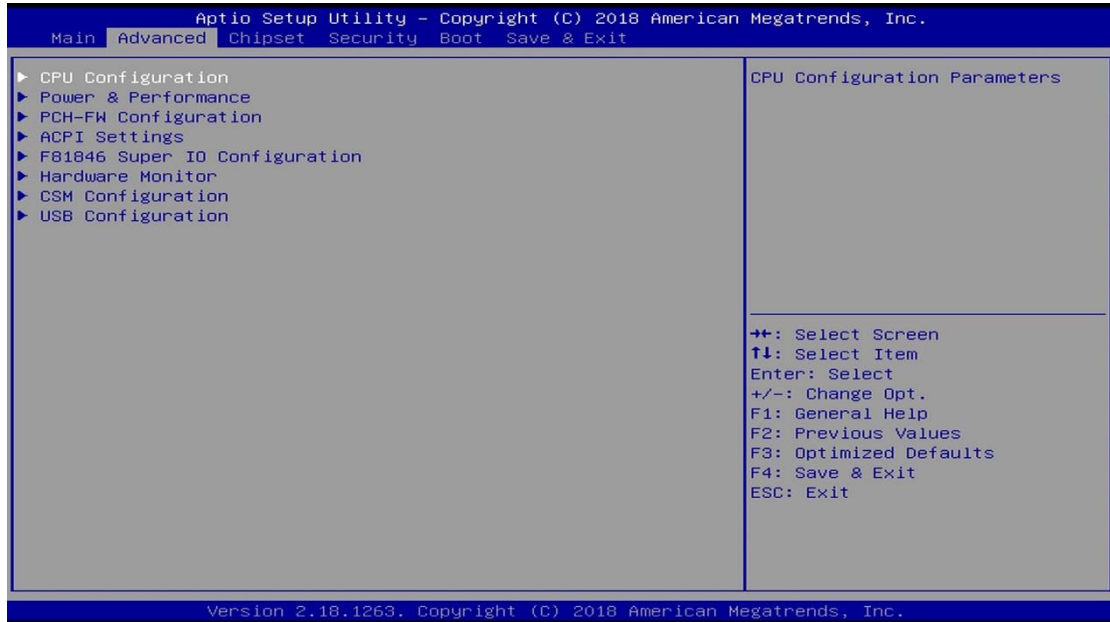 Aptio Setup Utility – Copyright (C) 2018 American Megatrends, Inc.
Main Advanced Chipset Security Boot Save & Exit
▶ CPU Configuration
▶ Power & Performance
▶ PCH-FW Configuration
▶ ACPI Settings
▶ F81846 Super IO Configuration
▶ Hardware Monitor
▶ CSM Configuration
▶ USB Configuration
CPU Configuration Parameters
→←: Select Screen
↑↓: Select Item
Enter: Select
+/-: Change Opt.
F1: General Help
F2: Previous Values
F3: Optimized Defaults
F4: Save & Exit
ESC: Exit
Version 2.18.1263. Copyright (C) 2018 American Megatrends, Inc.